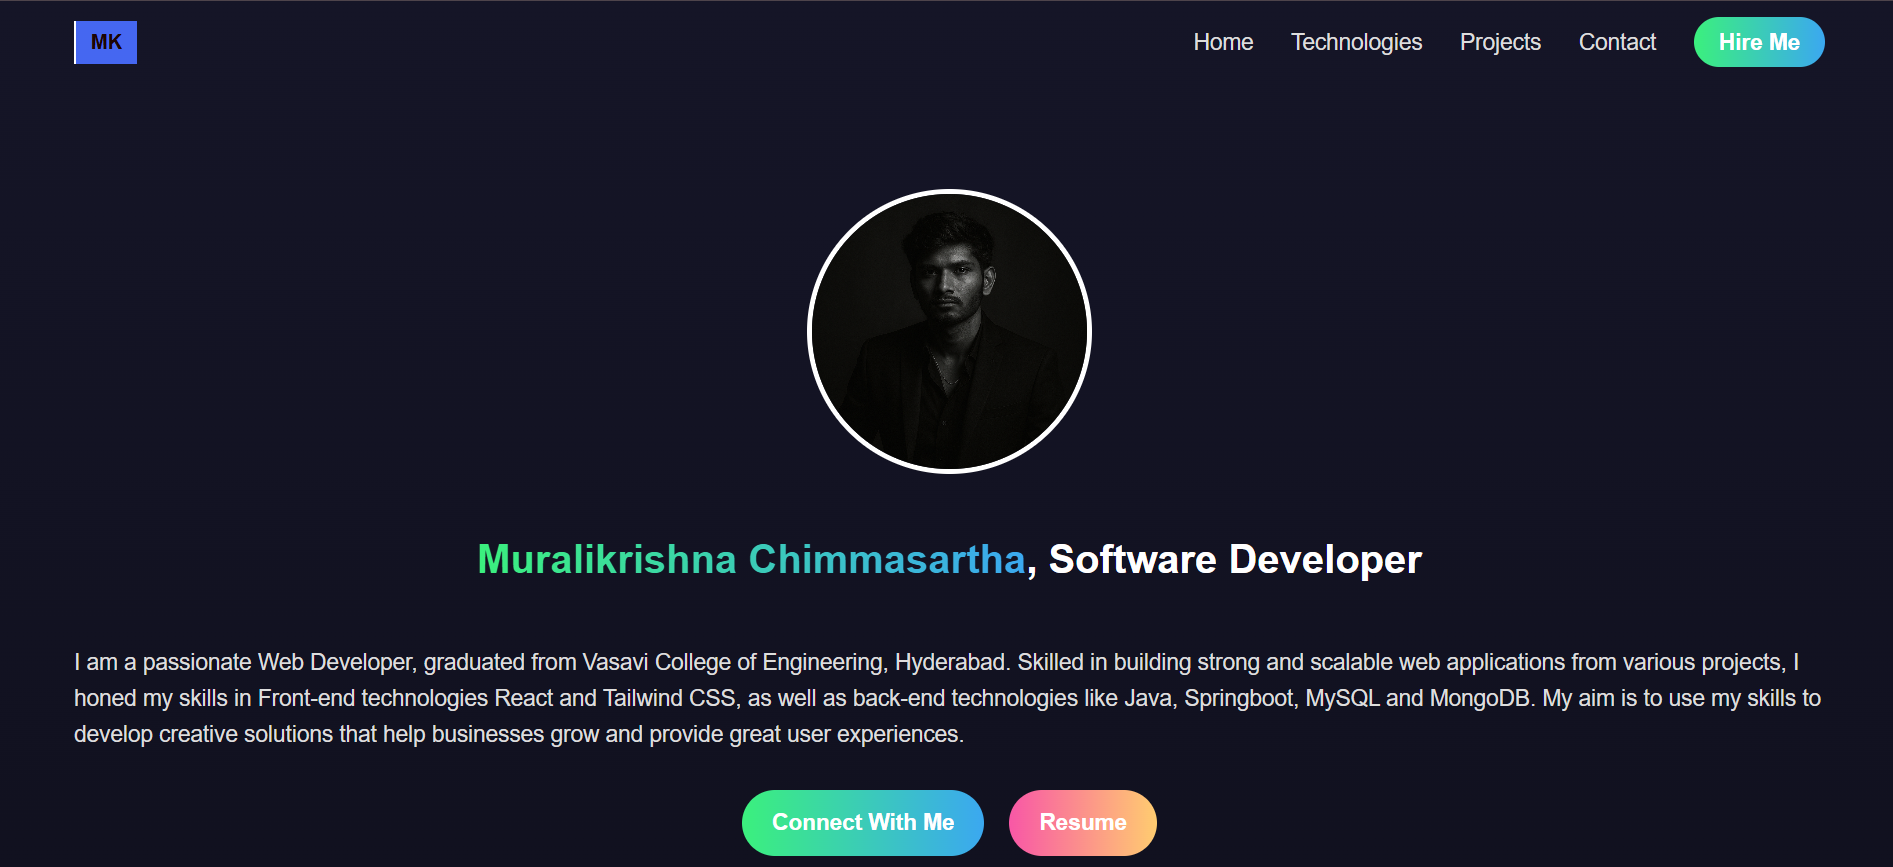 MK
Home Technologies Projects Contact Hire Me
Muralikrishna Chimmasartha, Software Developer
I am a passionate Web Developer, graduated from Vasavi College of Engineering, Hyderabad. Skilled in building strong and scalable web applications from various projects, I
honed my skills in Front-end technologies React and Tailwind CSS, as well as back-end technologies like Java, Springboot, MySQL and MongoDB. My aim is to use my skills to
develop creative solutions that help businesses grow and provide great user experiences.
Connect With Me Resume